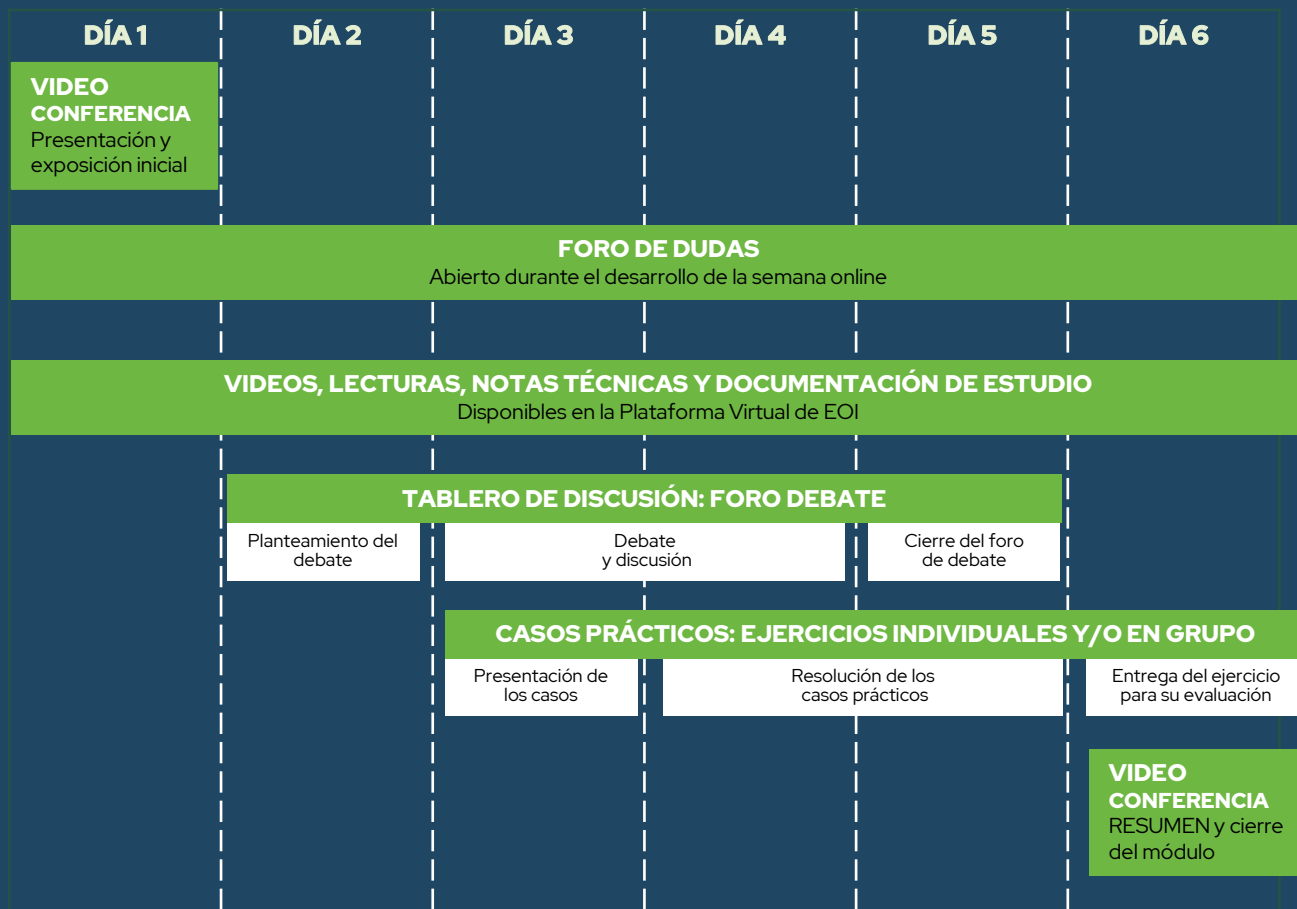 DÍA 1
DÍA 2
DÍA 3
DÍA 4
DÍA 5
DÍA 6
VIDEO
CONFERENCIA
Presentación y
exposición inicial
FORO DE DUDAS
Abierto durante el desarrollo de la semana online
VIDEOS, LECTURAS, NOTAS TÉCNICAS Y DOCUMENTACIÓN DE ESTUDIO
Disponibles en la Plataforma Virtual de EOI
TABLERO DE DISCUSIÓN: FORO DEBATE
Planteamiento del
debate
Debate
y discusión
Cierre del foro
de debate
CASOS PRÁCTICOS: EJERCICIOS INDIVIDUALES Y/O EN GRUPO
Presentación de
los casos
Resolución de los
casos prácticos
Entrega del ejercicio
para su evaluación
VIDEO
CONFERENCIA
RESUMEN y cierre
del módulo